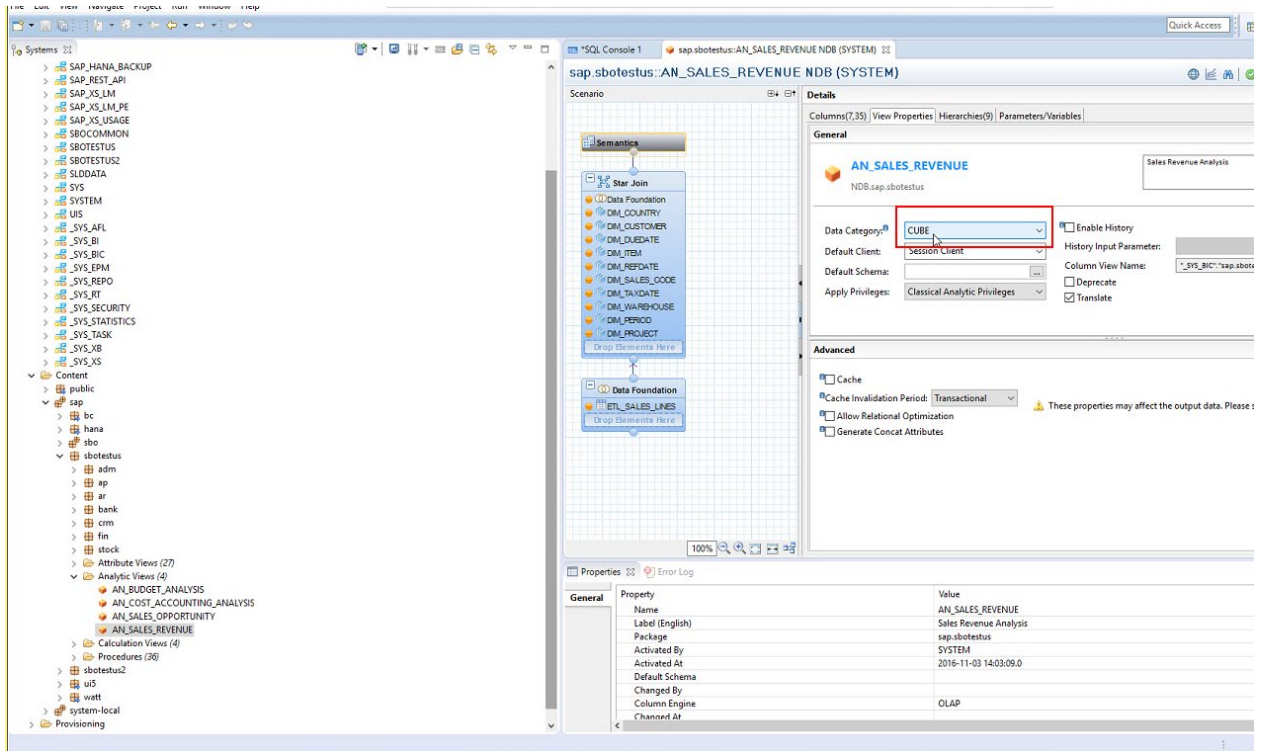 File Edit View Navigate Project Run Window Help
Quick Access
Systems
SAP_HANA_BACKUP
SAP_REST_API
SAP_XS_LM
SAP_XS_LM_PE
SAP_XS_USAGE
SBOCOMMON
SBOTESTUS
SBOTESTUS2
SLDDATA
SYS
SYSTEM
UIS
_SYS_AFL
_SYS_BI
_SYS_BIC
_SYS_EPM
_SYS_REPO
_SYS_RT
_SYS_SECURITY
_SYS_STATISTICS
_SYS_TASK
_SYS_XB
_SYS_XS
Content
public
sap
bc
hana
sbo
sbotestus
adm
ap
ar
bank
crm
fin
stock
Attribute Views (27)
Analytic Views (4)
AN_BUDGET_ANALYSIS
AN_COST_ACCOUNTING_ANALYSIS
AN_SALES_OPPORTUNITY
AN_SALES_REVENUE
Calculation Views (4)
Procedures (36)
sbotestus2
ui5
watt
system-local
Provisioning
*SQL Console 1 sap.sbotestus::AN_SALES_REVENUE NDB (SYSTEM)
sap.sbotestus::AN_SALES_REVENUE NDB (SYSTEM)
Scenario
Semantics
Star Join
Data Foundation
DIM_COUNTRY
DIM_CUSTOMER
DIM_DUEDATE
DIM_ITEM
DIM_REFDATE
DIM_SALES_CODE
DIM_TAXDATE
DIM_WAREHOUSE
DIM_PERIOD
DIM_PROJECT
Drop Elements Here
Data Foundation
ETL_SALES_LINES
Drop Elements Here
100%
Details
Columns(7,35) View Properties Hierarchies(9) Parameters/Variables
General
AN_SALES_REVENUE
NDB.sap.sbotestus
Sales Revenue Analysis
Data Category: CUBE
Default Client: Session Client
Default Schema: ...
Apply Privileges: Classical Analytic Privileges
Enable History
History Input Parameter:
Column View Name: "_SYS_BIC"."sap.sbote
Deprecate
Translate
Advanced
Cache
Cache Invalidation Period: Transactional
Allow Relational Optimization
Generate Concat Attributes
These properties may affect the output data. Please s
Properties Error Log
General
Property Value
Name AN_SALES_REVENUE
Label (English) Sales Revenue Analysis
Package sap.sbotestus
Activated By SYSTEM
Activated At 2016-11-03 14:03:09.0
Default Schema
Changed By
Column Engine OLAP
Changed At